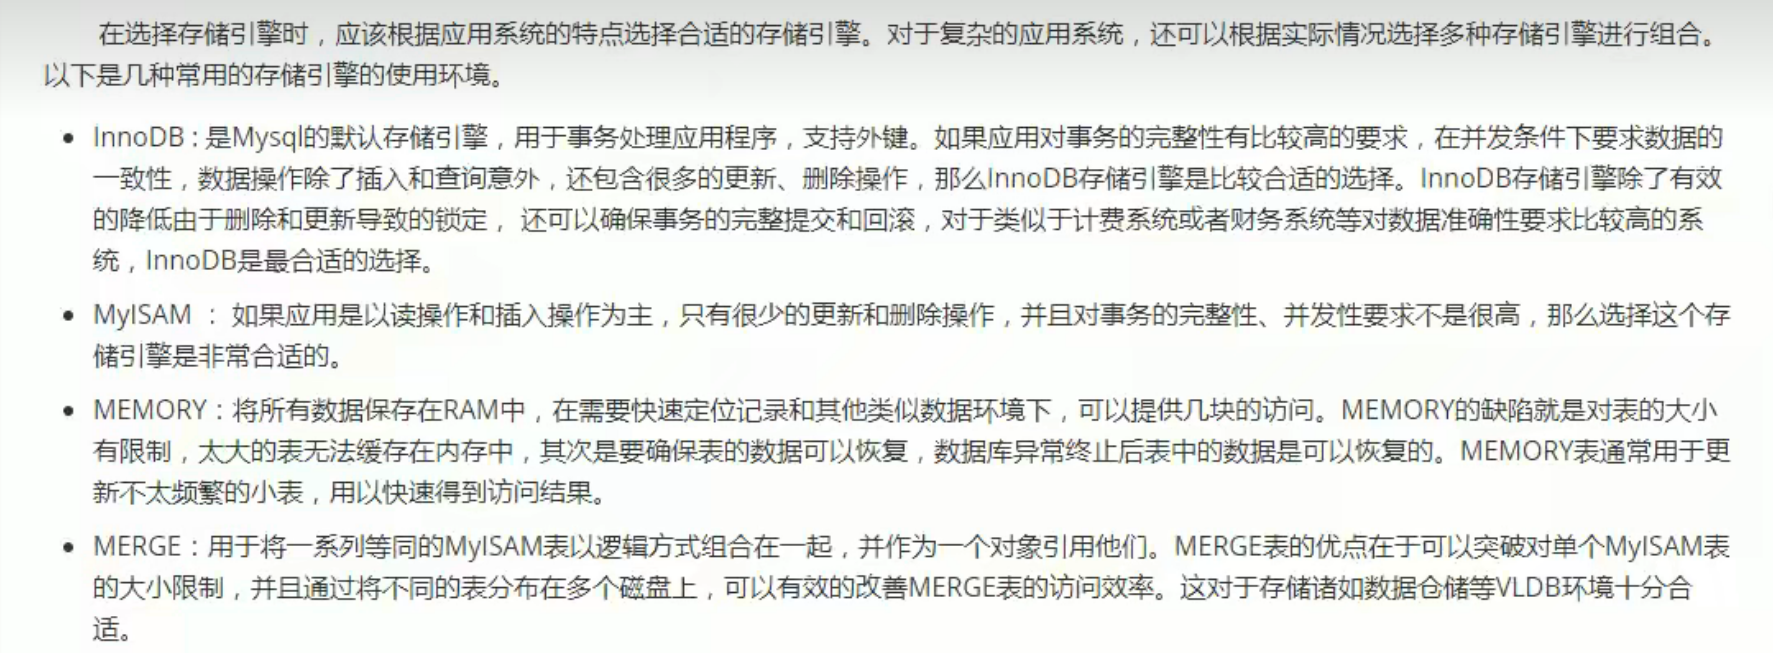 在选择存储引擎时，应该根据应用系统的特点选择合适的存储引擎。对于复杂的应用系统，还可以根据实际情况选择多种存储引擎进行组合。
以下是几种常用的存储引擎的使用环境。
• InnoDB : 是Mysql的默认存储引擎，用于事务处理应用程序，支持外键。如果应用对事务的完整性有比较高的要求，在并发条件下要求数据的
一致性，数据操作除了插入和查询意外，还包含很多的更新、删除操作，那么InnoDB存储引擎是比较合适的选择。InnoDB存储引擎除了有效
的降低由于删除和更新导致的锁定， 还可以确保事务的完整提交和回滚，对于类似于计费系统或者财务系统等对数据准确性要求比较高的系
统，InnoDB是最合适的选择。
• MyISAM ： 如果应用是以读操作和插入操作为主，只有很少的更新和删除操作，并且对事务的完整性、并发性要求不是很高，那么选择这个存
储引擎是非常合适的。
• MEMORY：将所有数据保存在RAM中，在需要快速定位记录和其他类似数据环境下，可以提供几块的访问。MEMORY的缺陷就是对表的大小
有限制，太大的表无法缓存在内存中，其次是要确保表的数据可以恢复，数据库异常终止后表中的数据是可以恢复的。MEMORY表通常用于更
新不太频繁的小表，用以快速得到访问结果。
• MERGE：用于将一系列等同的MyISAM表以逻辑方式组合在一起，并作为一个对象引用他们。MERGE表的优点在于可以突破对单个MyISAM表
的大小限制，并且通过将不同的表分布在多个磁盘上，可以有效的改善MERGE表的访问效率。这对于存储诸如数据仓储等VLDB环境十分合
适。